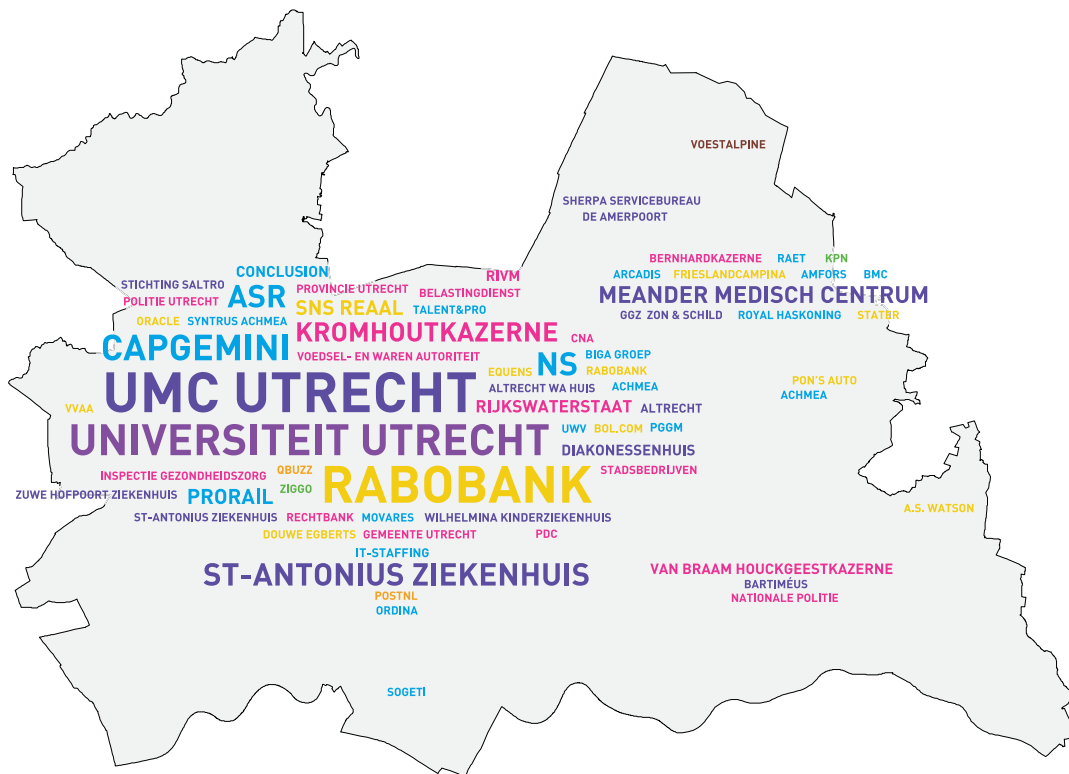 VOESTALPINE
SHERPA SERVICEBUREAU
DE AMERPOORT
BERNHARDKAZERNE RAET KPN
RIVM
CONCLUSION
ARCADIS FRIESLANDCAMPINA AMFORS BMC
STICHTING SALTRO
PROVINCIE UTRECHT BELASTINGDIENST
POLITIE UTRECHT ASR
MEANDER MEDISCH CENTRUM
SNS REAAL TALENT&PRO
GGZ ZON & SCHILD ROYAL HASKONING STATER
ORACLE SYNTRUS ACHMEA
KROMHOUTKAZERNE CNA
CAPGEMINI
VOEDSEL- EN WAREN AUTORITEIT
BIGA GROEP
NS
EQUENS RABOBANK
PON'S AUTO
ACHMEA
UMC UTRECHT
ALTRECHT WA HUIS ACHMEA
VVAA
RIJKSWATERSTAAT ALTRECHT
UWV BOL.COM PGGM
UNIVERSITEIT UTRECHT
DIAKONESSENHUIS
INSPECTIE GEZONDHEIDSZORG QBUZZ
STADSBEDRIJVEN
RABOBANK
ZUWE HOFPOORT ZIEKENHUIS PRORAIL ZIGGO
A.S. WATSON
ST-ANTONIUS ZIEKENHUIS RECHTBANK MOVARES WILHELMINA KINDERZIEKENHUIS
DOUWE EGBERTS GEMEENTE UTRECHT PDC
IT-STAFFING
ST-ANTONIUS ZIEKENHUIS
VAN BRAAM HOUCKGEESTKAZERNE
BARTIMÉUS
NATIONALE POLITIE
POSTNL
ORDINA
SOGETI